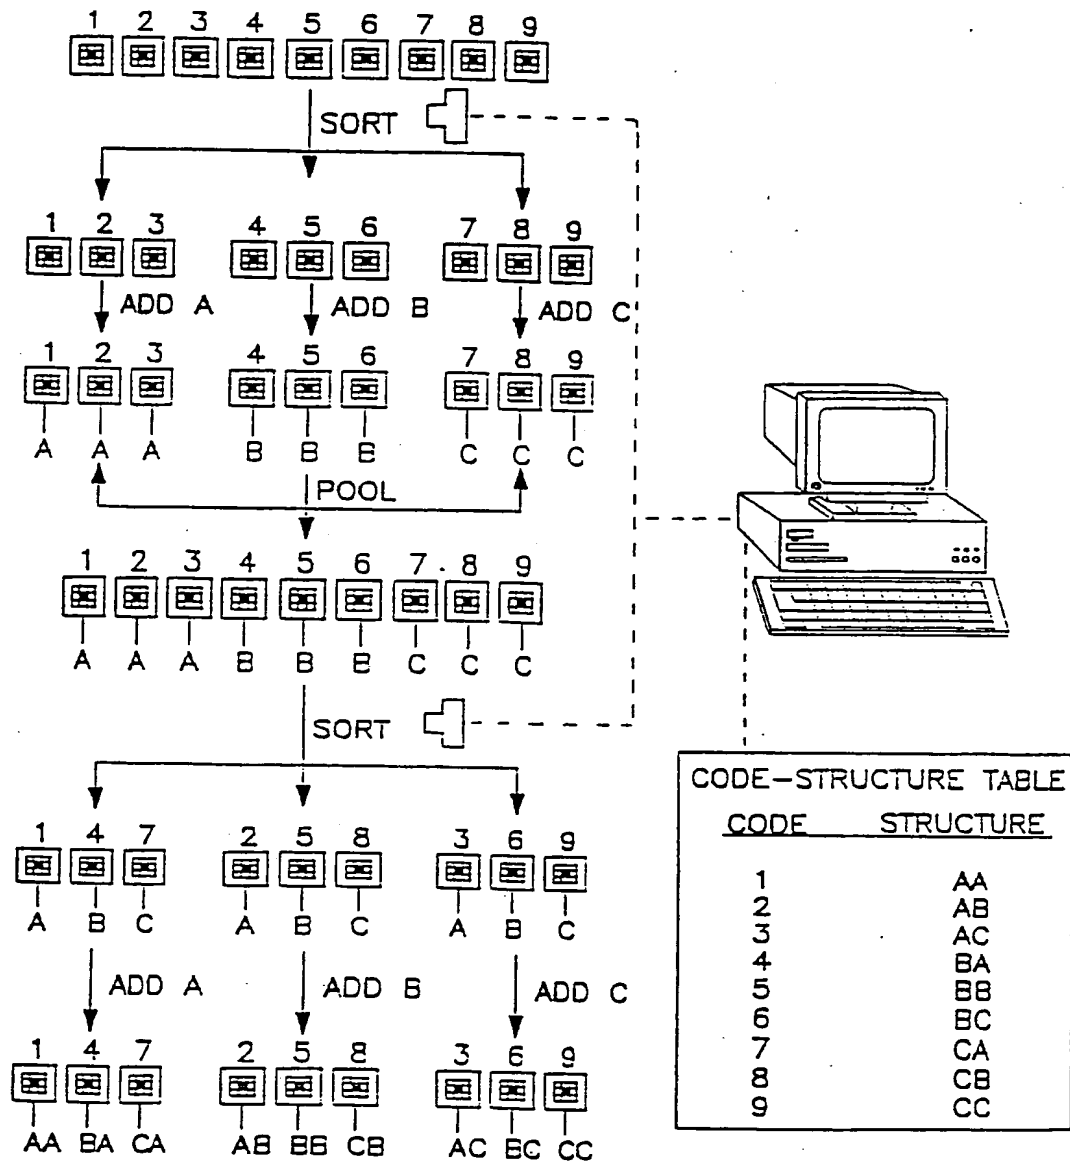 1 2 3 4 5 6 7 8 9
SORT
1 2 3 4 5 6 7 8 9
ADD A ADD B ADD C
1 2 3 4 5 6 7 8 9
A A A B B B C C C
POOL
1 2 3 4 5 6 7 8 9
A A A B B B C C C
SORT
1 4 7 2 5 8 3 6 9
A B C A B C A B C
ADD A ADD B ADD C
1 4 7 2 5 8 3 6 9
AA BA CA AB BB CB AC BC CC
CODE-STRUCTURE TABLE
CODE STRUCTURE
1 AA
2 AB
3 AC
4 BA
5 BB
6 BC
7 CA
8 CB
9 CC